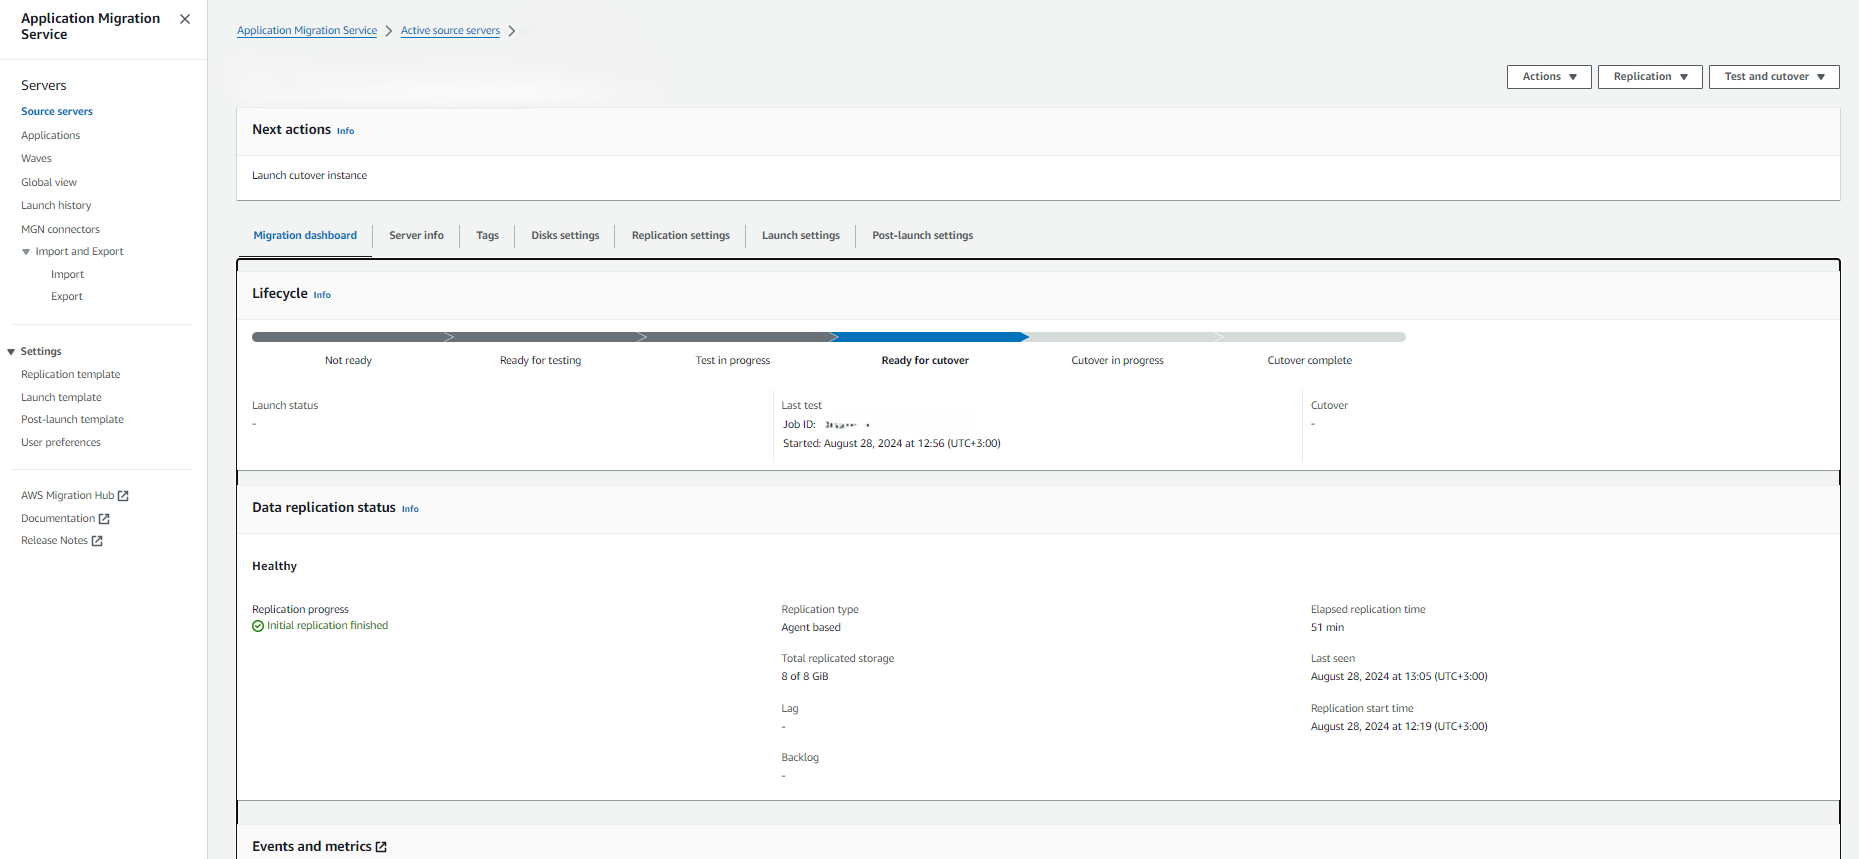 Application Migration
Service
Servers
Source servers
Applications
Waves
Global view
Launch history
MGN connectors
Import and Export
Import
Export
Settings
Replication template
Launch template
Post-launch template
User preferences
AWS Migration Hub
Documentation
Release Notes
Application Migration Service > Active source servers >
Actions
Replication
Test and cutover
Next actions Info
Launch cutover instance
Migration dashboard
Server info
Tags
Disks settings
Replication settings
Launch settings
Post-launch settings
Lifecycle Info
Not ready
Ready for testing
Test in progress
Ready for cutover
Cutover in progress
Cutover complete
Launch status
-
Last test
Job ID:
Started: August 28, 2024 at 12:56 (UTC+3:00)
Cutover
-
Data replication status Info
Healthy
Replication progress
Initial replication finished
Replication type
Agent based
Total replicated storage
8 of 8 GiB
Lag
-
Backlog
-
Elapsed replication time
51 min
Last seen
August 28, 2024 at 13:05 (UTC+3:00)
Replication start time
August 28, 2024 at 12:19 (UTC+3:00)
Events and metrics